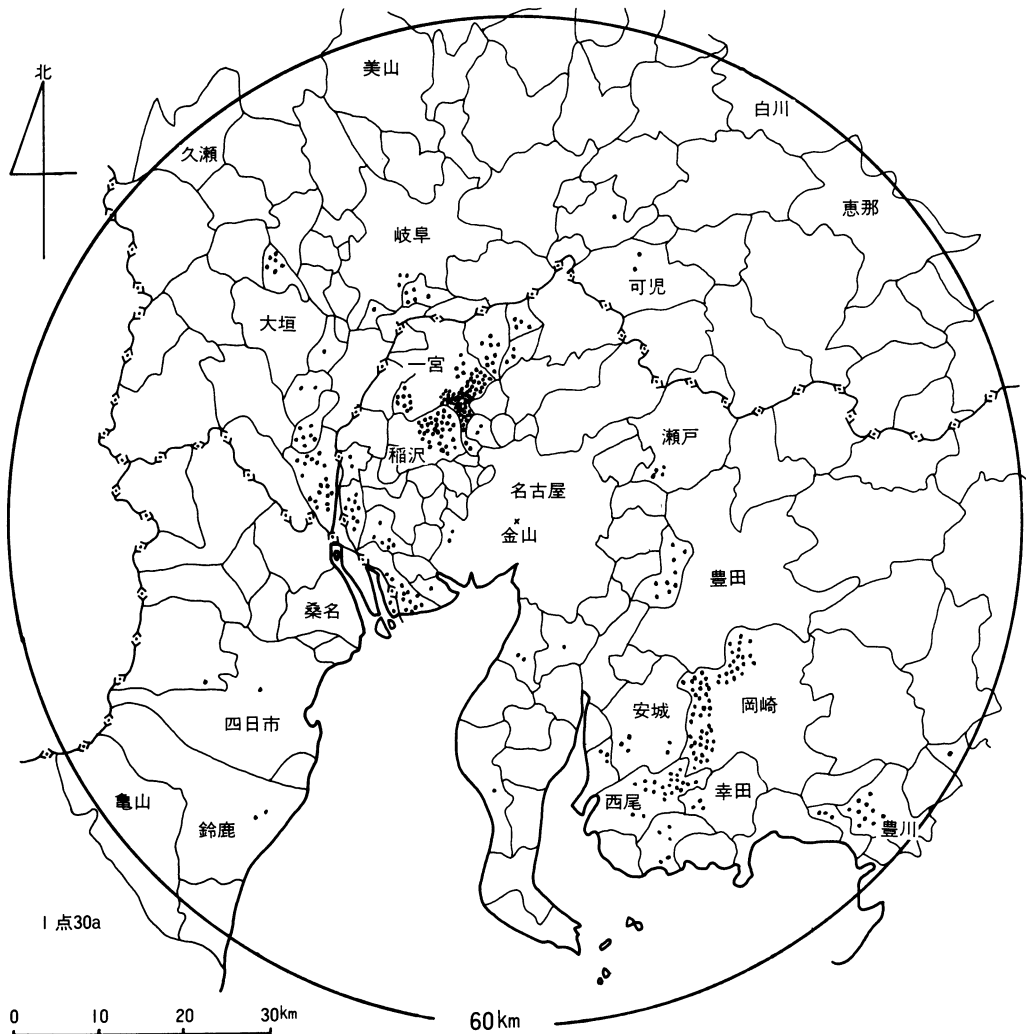 美山
北
白川
久瀬
恵那
岐阜
可児
大垣
一宮
瀬戸
稲沢
名古屋
金山
豊田
桑名
安城
岡崎
四日市
幸田
亀山
西尾
鈴鹿
豊川
1点30a
0 10 20 30km
60km